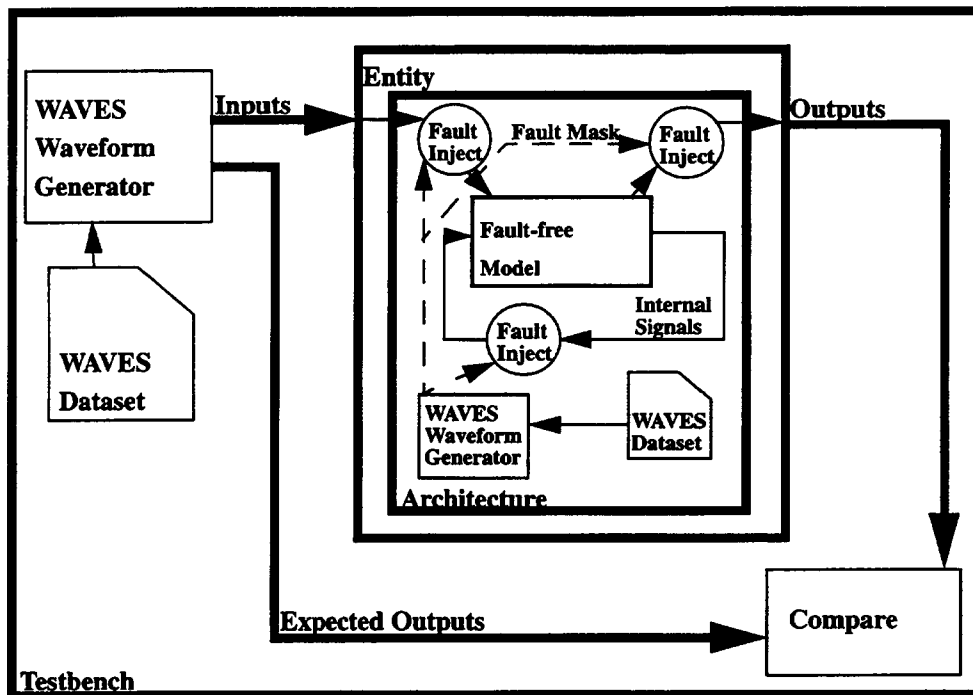 WAVES
Waveform
Generator
Inputs
Entity
Fault
Inject
Fault Mask
Fault
Inject
Outputs
Fault-free
Model
WAVES
Dataset
Internal
Signals
Fault
Inject
WAVES
Waveform
Generator
WAVES
Dataset
Architecture
Expected Outputs
Compare
Testbench